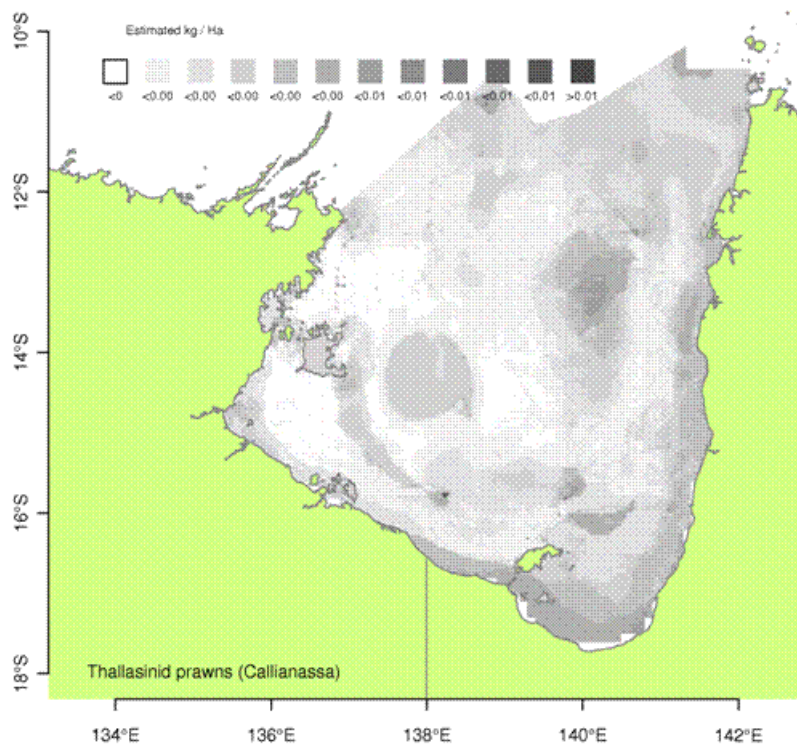 Estimated kg / Ha
<0 <0.00 <0.00 <0.00 <0.00 <0.00 <0.01 <0.01 <0.01 <0.01 <0.01 >0.01
10°S
12°S
14°S
16°S
18°S
Thallasinid prawns (Callianassa)
134°E 136°E 138°E 140°E 142°E